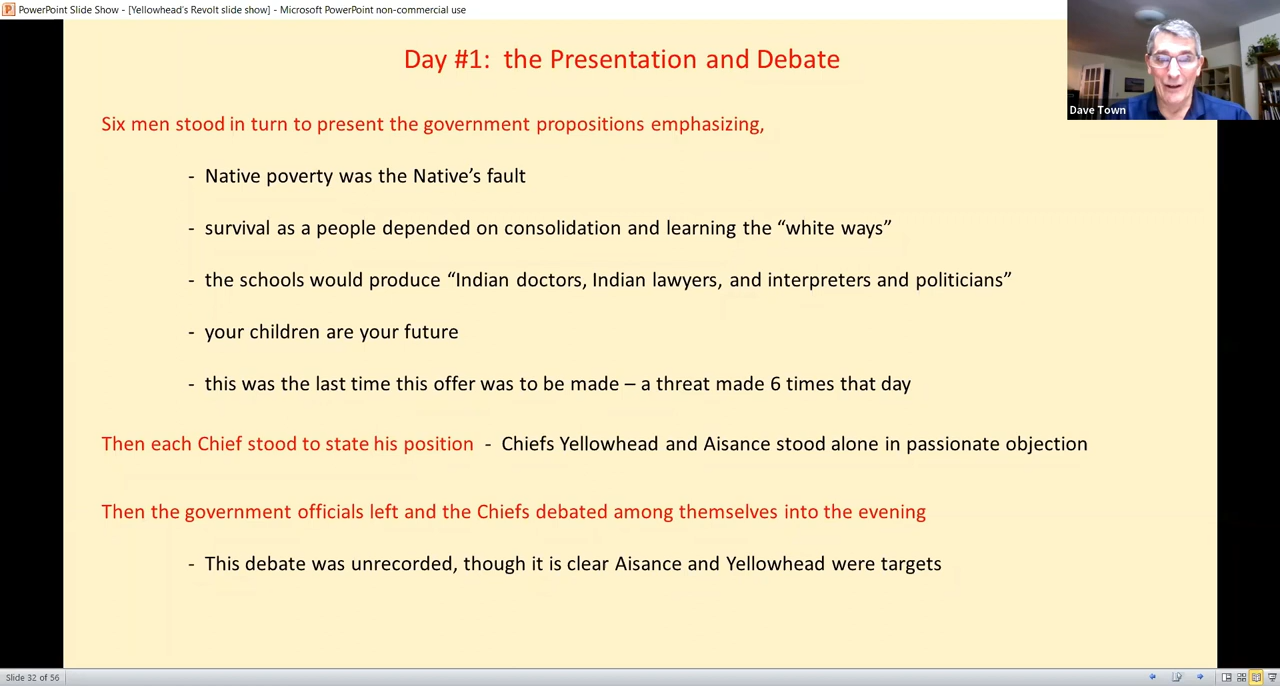 PowerPoint Slide Show - [Yellowhead's Revolt slide show] - Microsoft PowerPoint non-commercial use
Day #1:  the Presentation and Debate
Dave Town
Six men stood in turn to present the government propositions emphasizing,
- Native poverty was the Native's fault
- survival as a people depended on consolidation and learning the “white ways”
- the schools would produce “Indian doctors, Indian lawyers, and interpreters and politicians”
- your children are your future
- this was the last time this offer was to be made – a threat made 6 times that day
Then each Chief stood to state his position - Chiefs Yellowhead and Aisance stood alone in passionate objection
Then the government officials left and the Chiefs debated among themselves into the evening
- This debate was unrecorded, though it is clear Aisance and Yellowhead were targets
Slide 32 of 56